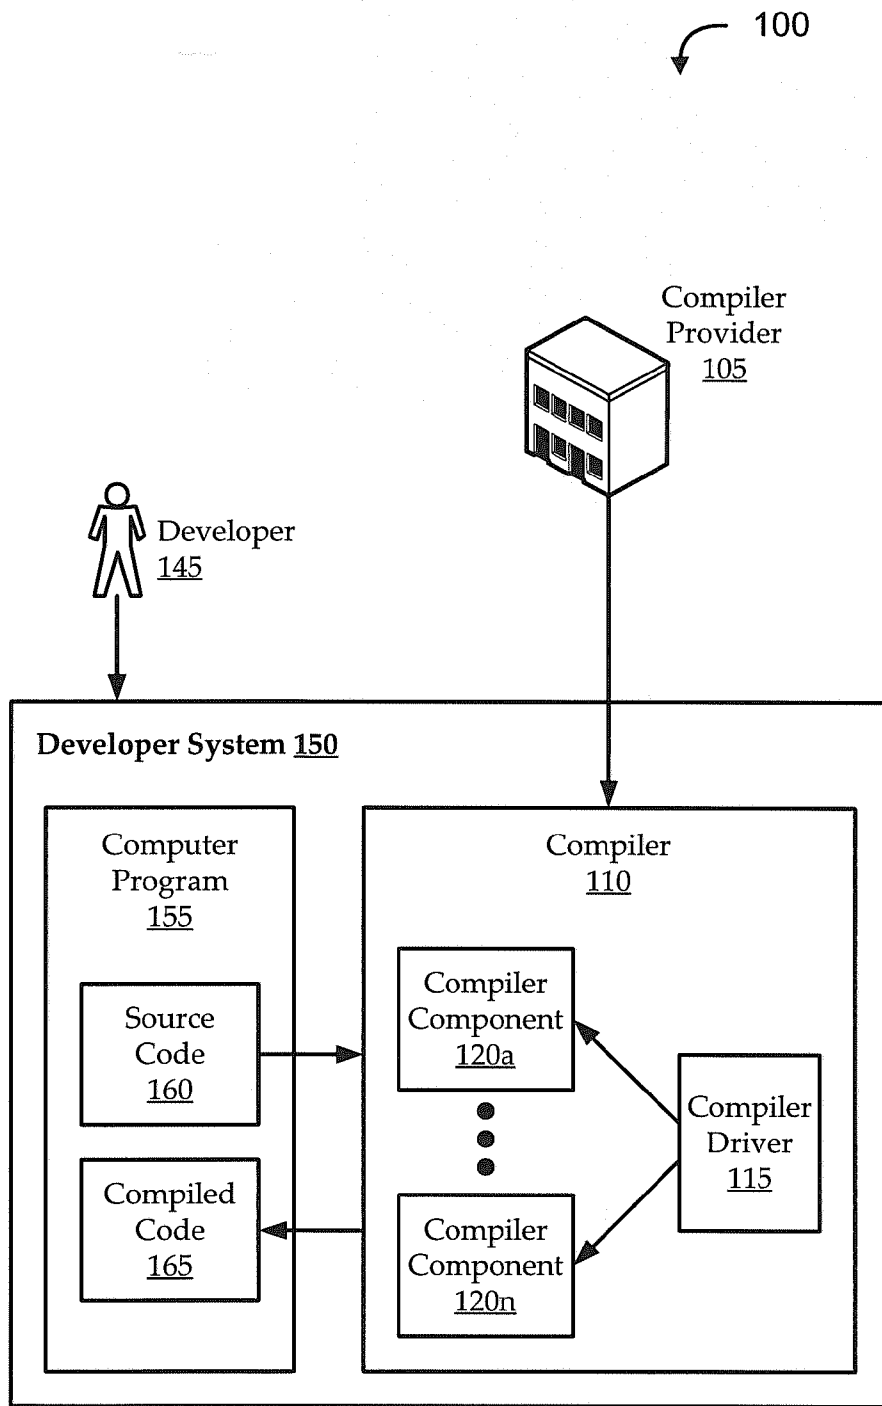 100
Compiler
Provider
105
Developer
145
Developer System 150
Computer
Program
155
Source
Code
160
Compiled
Code
165
Compiler
110
Compiler
Component
120a
Compiler
Component
120n
Compiler
Driver
115